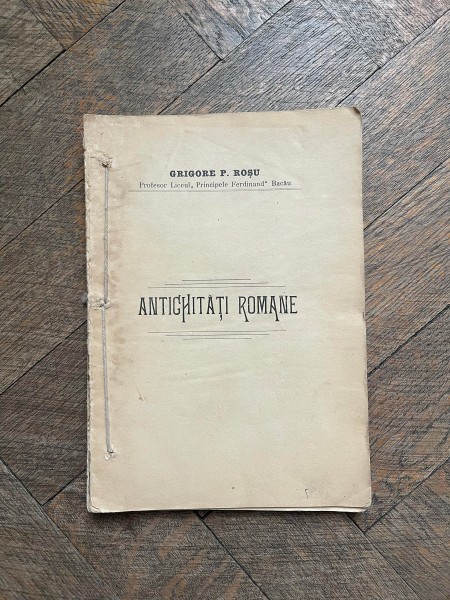 GRIGORE P. ROȘU
Profesor Liceul „Principele Ferdinand“ Bacău
ANTICHITĂȚI ROMANE